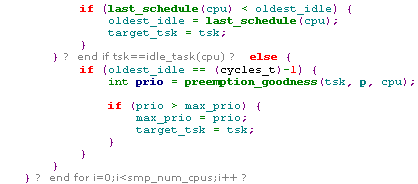 if (last_schedule(cpu) < oldest_idle) {
oldest_idle = last_schedule(cpu);
target_tsk = tsk;
}
} ? end if tsk==idle_task(cpu) ? else {
if (oldest_idle == (cycles_t)-1) {
int prio = preemption_goodness(tsk, p, cpu);
if (prio > max_prio) {
max_prio = prio;
target_tsk = tsk;
}
}
}
} ? end for i=0;i<smp_num_cpus;i++ ?